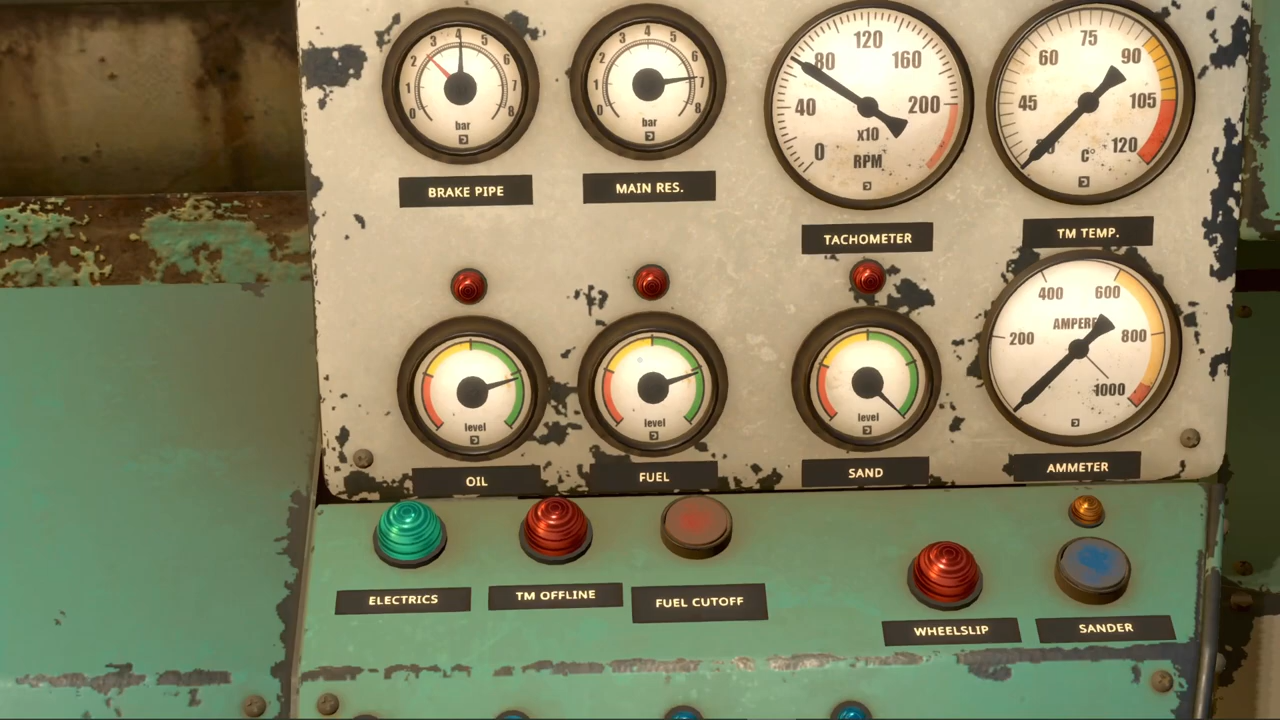 0 1 2 3 4 5 6 7 8
bar
BRAKE PIPE
0 1 2 3 4 5 6 7 8
bar
MAIN RES.
0 40 80 120 160 200
x10
RPM
TACHOMETER
45 60 75 90 105 120
C°
TM TEMP.
level
OIL
level
FUEL
level
SAND
200 400 600 800 1000
AMPERE
AMMETER
ELECTRICS
TM OFFLINE
FUEL CUTOFF
WHEELSLIP
SANDER